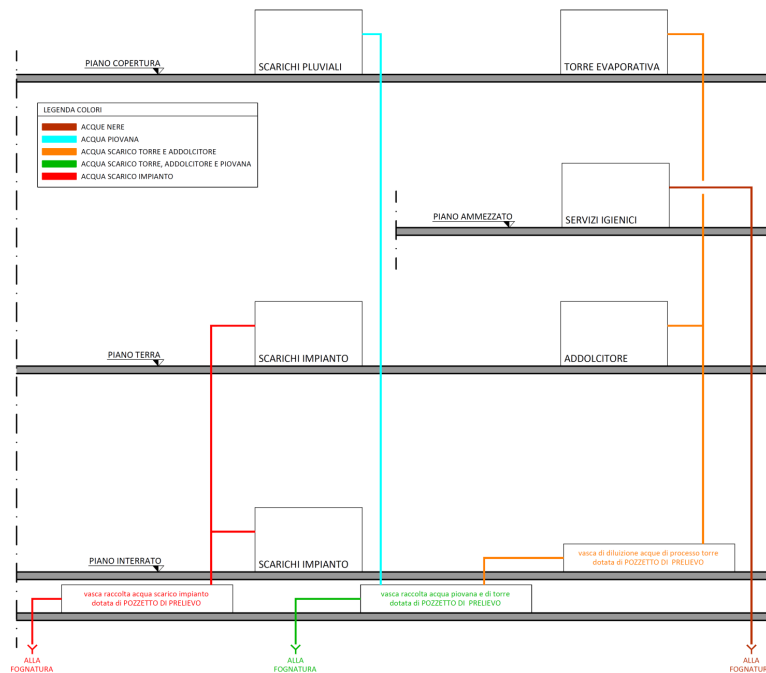 PIANO COPERTURA
SCARICHI PLUVIALI
TORRE EVAPORATIVA
LEGENDA COLORI
ACQUE NERE
ACQUA PIOVANA
ACQUA SCARICO TORRE E ADDOLCITORE
ACQUA SCARICO TORRE, ADDOLCITORE E PIOVANA
ACQUA SCARICO IMPIANTO
PIANO AMMEZZATO
SERVIZI IGIENICI
PIANO TERRA
SCARICHI IMPIANTO
ADDOLCITORE
PIANO INTERRATO
SCARICHI IMPIANTO
vasca di diluizione acque di processo torre
dotata di POZZETTO DI PRELIEVO
vasca raccolta acqua scarico impianto
dotata di POZZETTO DI PRELIEVO
vasca raccolta acqua piovana e di torre
dotata di POZZETTO DI PRELIEVO
ALLA
FOGNATURA
ALLA
FOGNATURA
ALLA
FOGNATUR